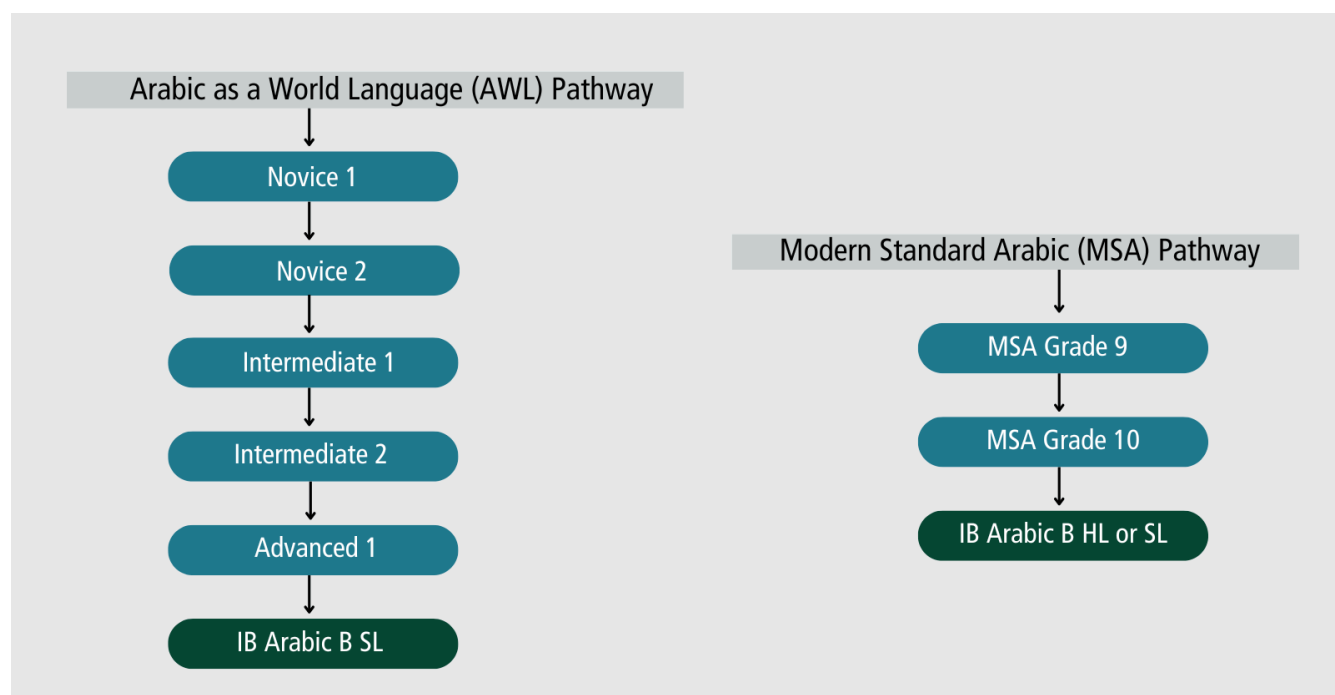 Arabic as a World Language (AWL) Pathway
Novice 1
Novice 2
Intermediate 1
Intermediate 2
Advanced 1
IB Arabic B SL
Modern Standard Arabic (MSA) Pathway
MSA Grade 9
MSA Grade 10
IB Arabic B HL or SL